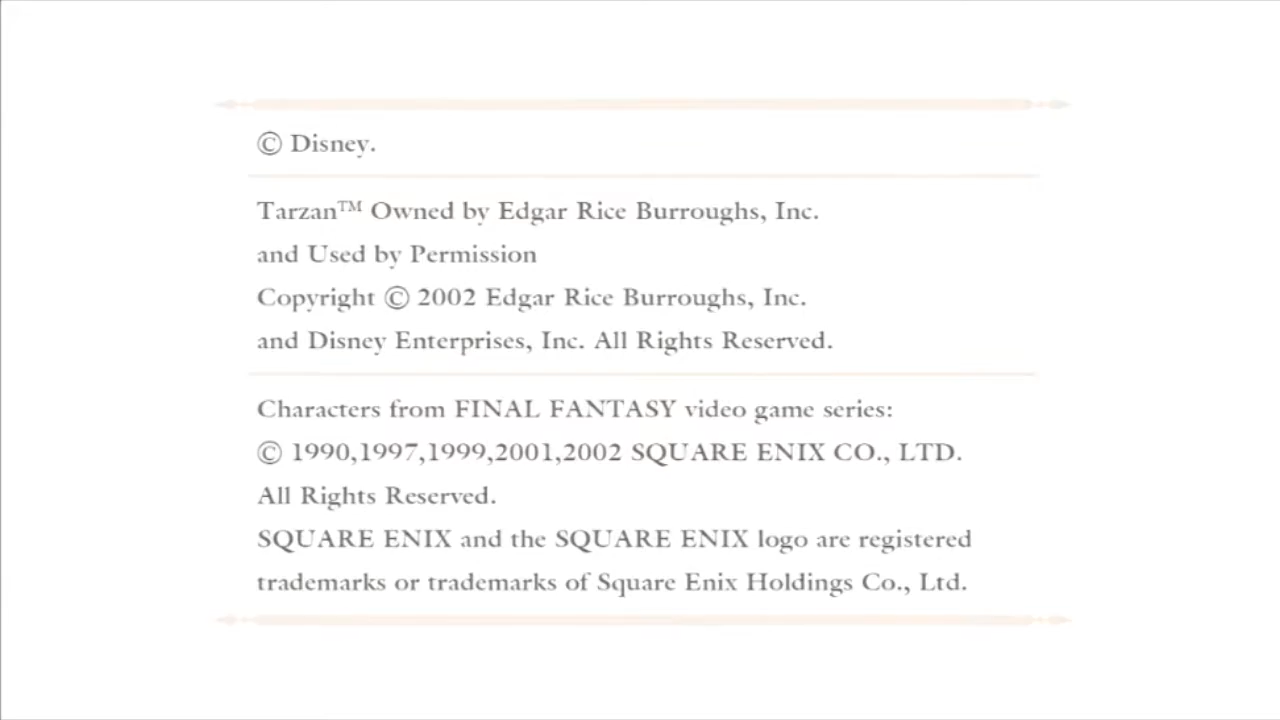 © Disney.
Tarzan™ Owned by Edgar Rice Burroughs, Inc.
and Used by Permission
Copyright © 2002 Edgar Rice Burroughs, Inc.
and Disney Enterprises, Inc. All Rights Reserved.
Characters from FINAL FANTASY video game series:
© 1990,1997,1999,2001,2002 SQUARE ENIX CO., LTD.
All Rights Reserved.
SQUARE ENIX and the SQUARE ENIX logo are registered
trademarks or trademarks of Square Enix Holdings Co., Ltd.